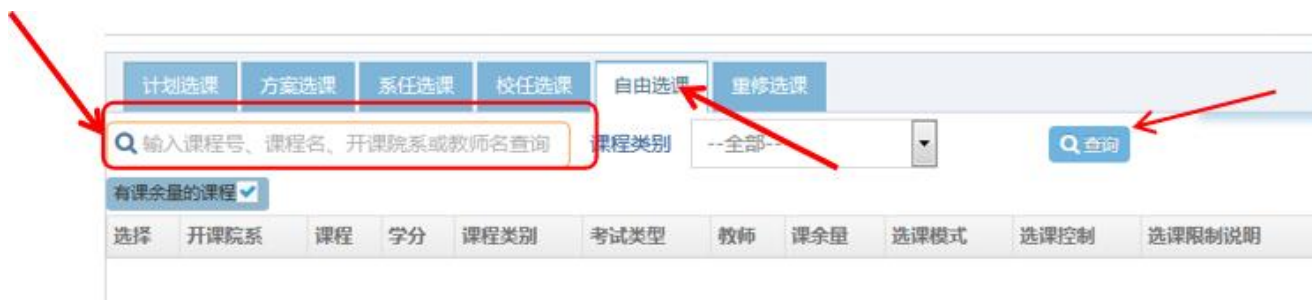 计划选课 方案选课 系任选课 校任选课 自由选课 重修选课
输入课程号、课程名、开课院系或教师名查询 课程类别 --全部-- 查询
有课余量的课程
选择 开课院系 课程 学分 课程类别 考试类型 教师 课余量 选课模式 选课控制 选课限制说明